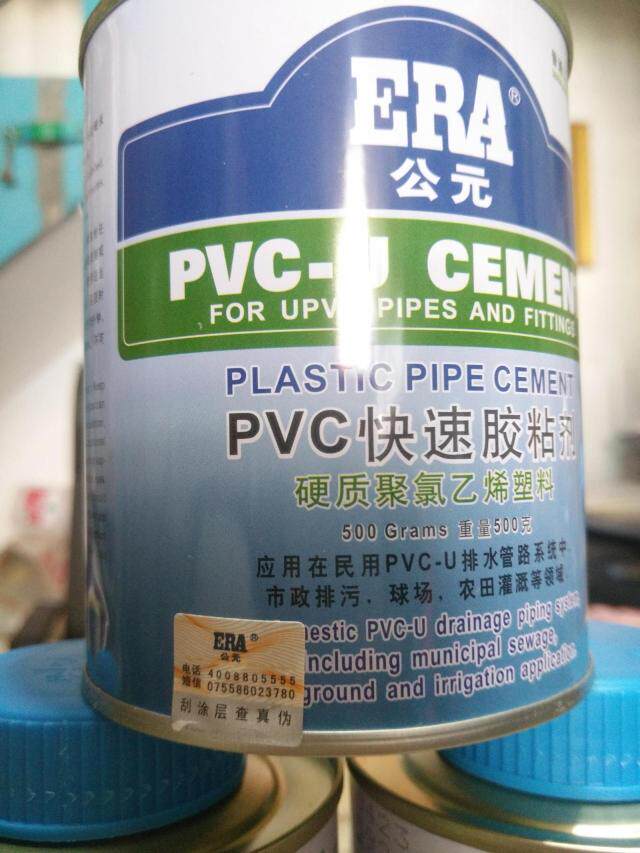 ERA®
公元
PVC-U CEMEN
FOR UPV PIPES AND FITTINGS
PLASTIC PIPE CEMENT
PVC快速胶粘剂
硬质聚氯乙烯塑料
500 Grams 重量500克
应用在民用PVC-U排水管路系统中
市政排污、球场、农田灌溉等领域
mestic PVC-U drainage piping system,
including municipal sewage,
ground and irrigation application.
ERA®
公元
电话 4008805555
短信 075586023780
刮涂层查真伪